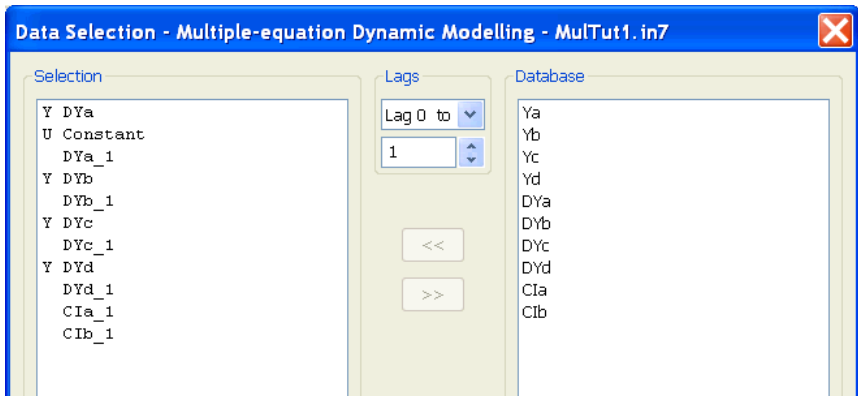 Data Selection - Multiple-equation Dynamic Modelling - MulTut1.in7
Selection
Y DYa
U Constant
DYa_1
Y DYb
DYb_1
Y DYc
DYc_1
Y DYd
DYd_1
CIa_1
CIb_1
Lags
Lag 0 to
1
<<
>>
Database
Ya
Yb
Yc
Yd
DYa
DYb
DYc
DYd
CIa
CIb